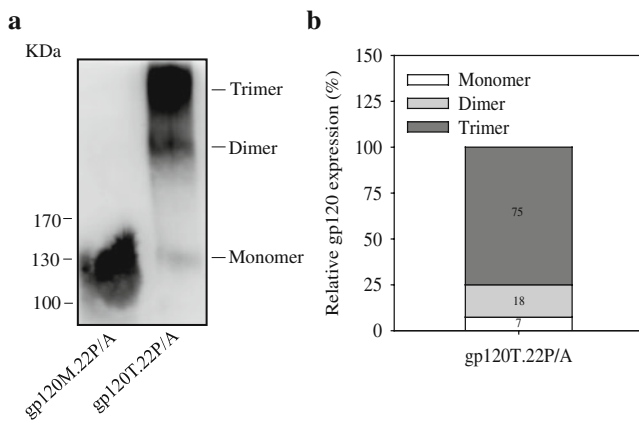 a
KDa
170
130
100
Trimer
Dimer
Monomer
gp120M.22P/A
gp120T.22P/A
b
Relative gp120 expression (%)
150
125
100
75
50
25
0
Monomer
Dimer
Trimer
75
18
7
gp120T.22P/A